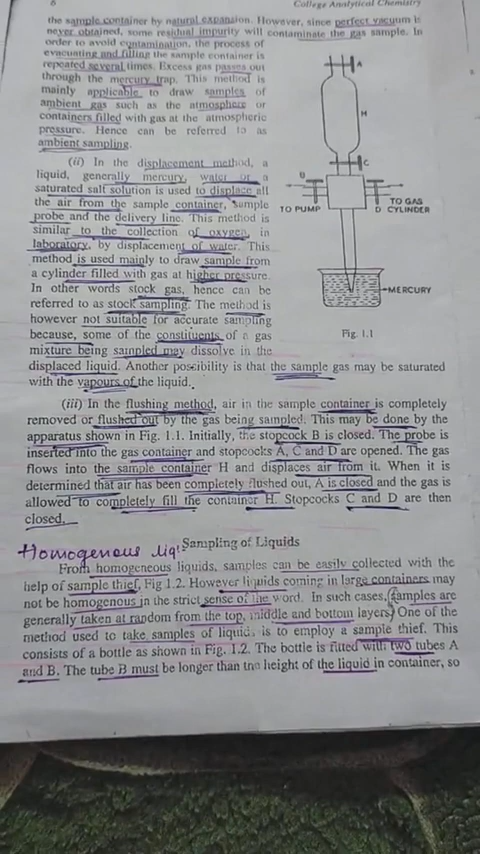 6
College Analytical Chemistry
the sample container by natural expansion. However, since perfect vacuum is
never obtained, some residual impurity will contaminate the gas sample. In
order to avoid contamination, the process of
evacuating and filling the sample container is
repeated several times. Excess gas passes out
through the mercury trap. This method is
mainly applicable to draw samples of
ambient gas such as the atmosphere or
containers filled with gas at the atmospheric
pressure. Hence can be referred to as
ambient sampling.
(ii) In the displacement method, a
liquid, generally mercury, water or a
saturated salt solution is used to displace all
the air from the sample container, sample
probe and the delivery line. This method is
similar to the collection of oxygen, in
laboratory, by displacement of water. This
method is used mainly to draw sample from
a cylinder filled with gas at higher pressure.
In other words stock gas, hence can be
referred to as stock sampling. The method is
however not suitable for accurate sampling
because, some of the constituents of a gas
mixture being sampled may dissolve in the
displaced liquid. Another possibility is that the sample gas may be saturated
with the vapours of the liquid.
A
H
C
B
TO PUMP
TO GAS
D CYLINDER
MERCURY
Fig. 1.1
(iii) In the flushing method, air in the sample container is completely
removed or flushed out by the gas being sampled. This may be done by the
apparatus shown in Fig. 1.1. Initially, the stopcock B is closed. The probe is
inserted into the gas container and stopcocks A, C and D are opened. The gas
flows into the sample container H and displaces air from it. When it is
determined that air has been completely flushed out, A is closed and the gas is
allowed to completely fill the container H. Stopcocks C and D are then
closed.
Homogenous liq:
Sampling of Liquids
From homogeneous liquids, samples can be easily collected with the
help of sample thief, Fig 1.2. However liquids coming in large containers may
not be homogenous in the strict sense of the word. In such cases, samples are
generally taken at random from the top, middle and bottom layers. One of the
method used to take samples of liquid, is to employ a sample thief. This
consists of a bottle as shown in Fig. 1.2. The bottle is fitted with two tubes A
and B. The tube B must be longer than the height of the liquid in container, so